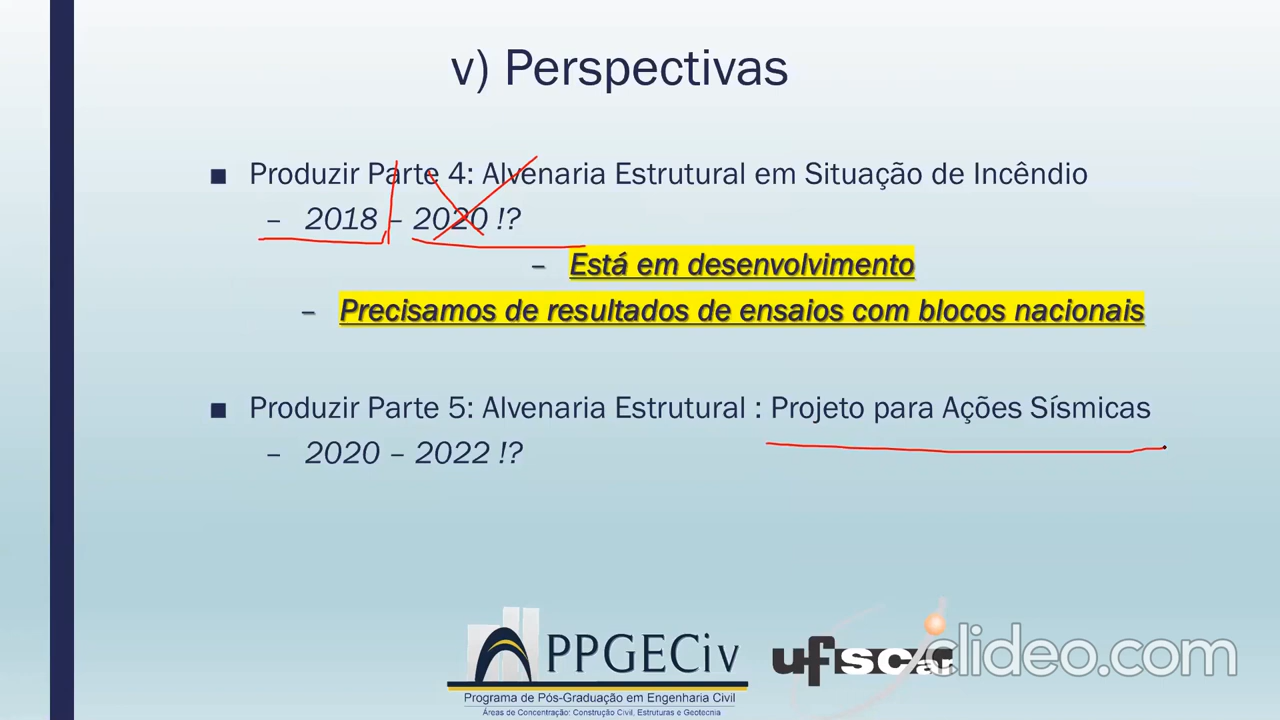 v) Perspectivas
■ Produzir Parte 4: Alvenaria Estrutural em Situação de Incêndio
– 2018 – 2020 !?
– Está em desenvolvimento
– Precisamos de resultados de ensaios com blocos nacionais
■ Produzir Parte 5: Alvenaria Estrutural : Projeto para Ações Sísmicas
– 2020 – 2022 !?
PPGECiv
Programa de Pós-Graduação em Engenharia Civil
Áreas de Concentração: Construção Civil, Estruturas e Geotecnia
ufscar
clideo.com